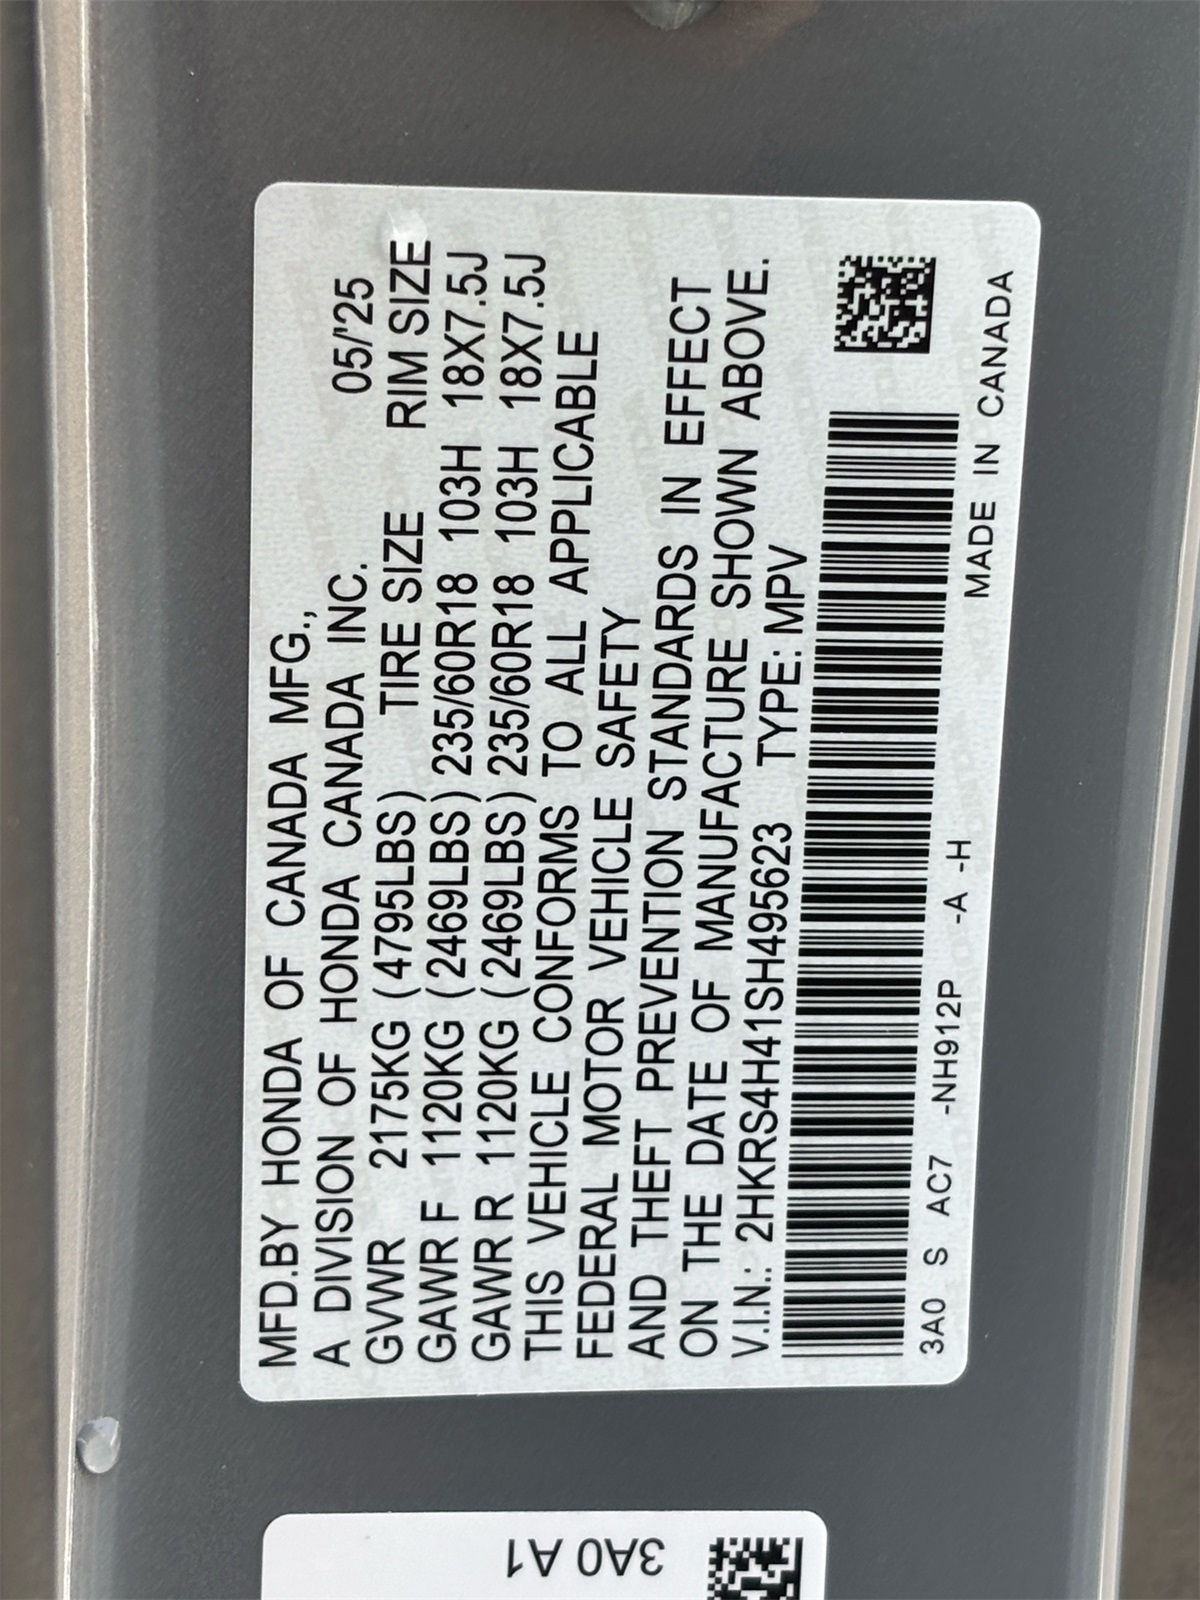 MFD.BY HONDA OF CANADA MFG.,
A DIVISION OF HONDA CANADA INC. 05/'25
GVWR 2175KG (4795LBS) TIRE SIZE RIM SIZE
GAWR F 1120KG (2469LBS) 235/60R18 103H 18X7.5J
GAWR R 1120KG (2469LBS) 235/60R18 103H 18X7.5J
THIS VEHICLE CONFORMS TO ALL APPLICABLE
FEDERAL MOTOR VEHICLE SAFETY
AND THEFT PREVENTION STANDARDS IN EFFECT
ON THE DATE OF MANUFACTURE SHOWN ABOVE.
V.I.N.: 2HKRS4H41SH495623 TYPE: MPV
3A0 S AC7 -NH912P -A -H MADE IN CANADA
3A0 A1